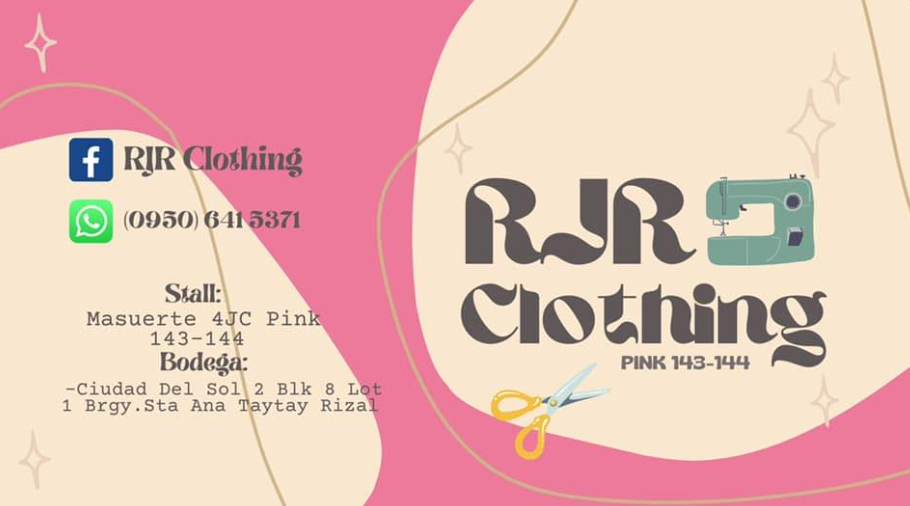 RJR Clothing
(0950) 641 5371
Stall:
Masuerte 4JC Pink
143-144
Bodega:
-Ciudad Del Sol 2 Blk 8 Lot
1 Brgy.Sta Ana Taytay Rizal
RJR
Clothing
PINK 143-144